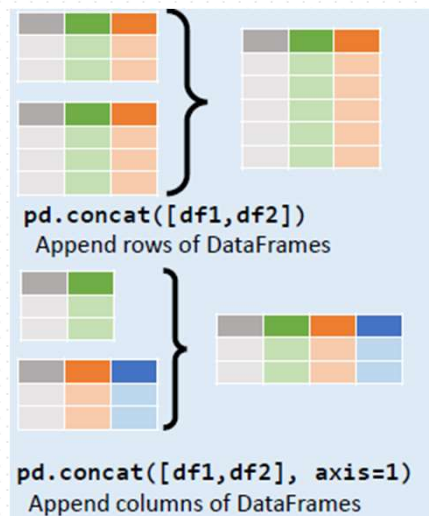 pd.concat([df1,df2])
Append rows of DataFrames
pd.concat([df1,df2], axis=1)
Append columns of DataFrames